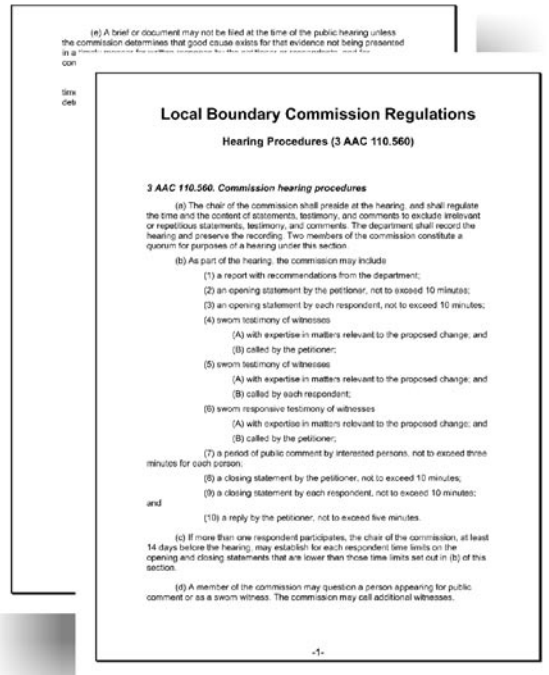 (e) A brief or document may not be filed at the time of the public hearing unless
the commission determines that good cause exists for that evidence not being presented
in a timely manner for written response by the petitioner or respondents, and for
con
time
deb
Local Boundary Commission Regulations
Hearing Procedures (3 AAC 110.560)
3 AAC 110.560. Commission hearing procedures
(a) The chair of the commission shall preside at the hearing, and shall regulate
the time and the content of statements, testimony, and comments to exclude irrelevant
or repetitious statements, testimony, and comments. The department shall record the
hearing and preserve the recording. Two members of the commission constitute a
quorum for purposes of a hearing under this section.
(b) As part of the hearing, the commission may include
(1) a report with recommendations from the department;
(2) an opening statement by the petitioner, not to exceed 10 minutes;
(3) an opening statement by each respondent, not to exceed 10 minutes;
(4) sworn testimony of witnesses
(A) with expertise in matters relevant to the proposed change; and
(B) called by the petitioner;
(5) sworn testimony of witnesses
(A) with expertise in matters relevant to the proposed change; and
(B) called by each respondent;
(6) sworn responsive testimony of witnesses
(A) with expertise in matters relevant to the proposed change; and
(B) called by the petitioner;
(7) a period of public comment by interested persons, not to exceed three
minutes for each person;
(8) a closing statement by the petitioner, not to exceed 10 minutes;
(9) a closing statement by each respondent, not to exceed 10 minutes;
and
(10) a reply by the petitioner, not to exceed five minutes.
(c) If more than one respondent participates, the chair of the commission, at least
14 days before the hearing, may establish for each respondent time limits on the
opening and closing statements that are lower than those time limits set out in (b) of this
section.
(d) A member of the commission may question a person appearing for public
comment or as a sworn witness. The commission may call additional witnesses.
-1-